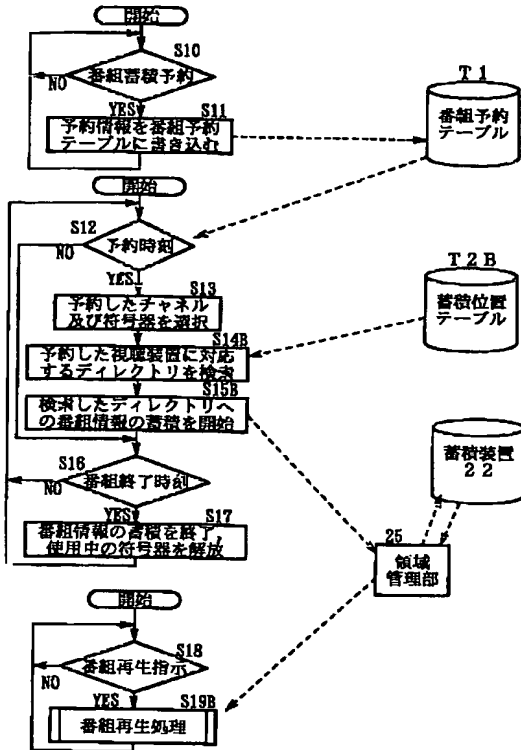 開始
S10
番組蓄積予約
NO
YES
S11
予約情報を番組予約
テーブルに書き込む
T1
番組予約
テーブル
開始
S12
予約時刻
NO
YES
S13
予約したチャネル
及び符号器を選択
T2B
蓄積位置
テーブル
S14B
予約した視聴装置に対応
するディレクトリを検索
S15B
検索したディレクトリへ
の番組情報の蓄積を開始
S16
番組終了時刻
NO
YES
S17
番組情報の蓄積を終了,
使用中の符号器を解放
蓄積装置
22
25
領域
管理部
開始
S18
番組再生指示
NO
YES
S19B
番組再生処理